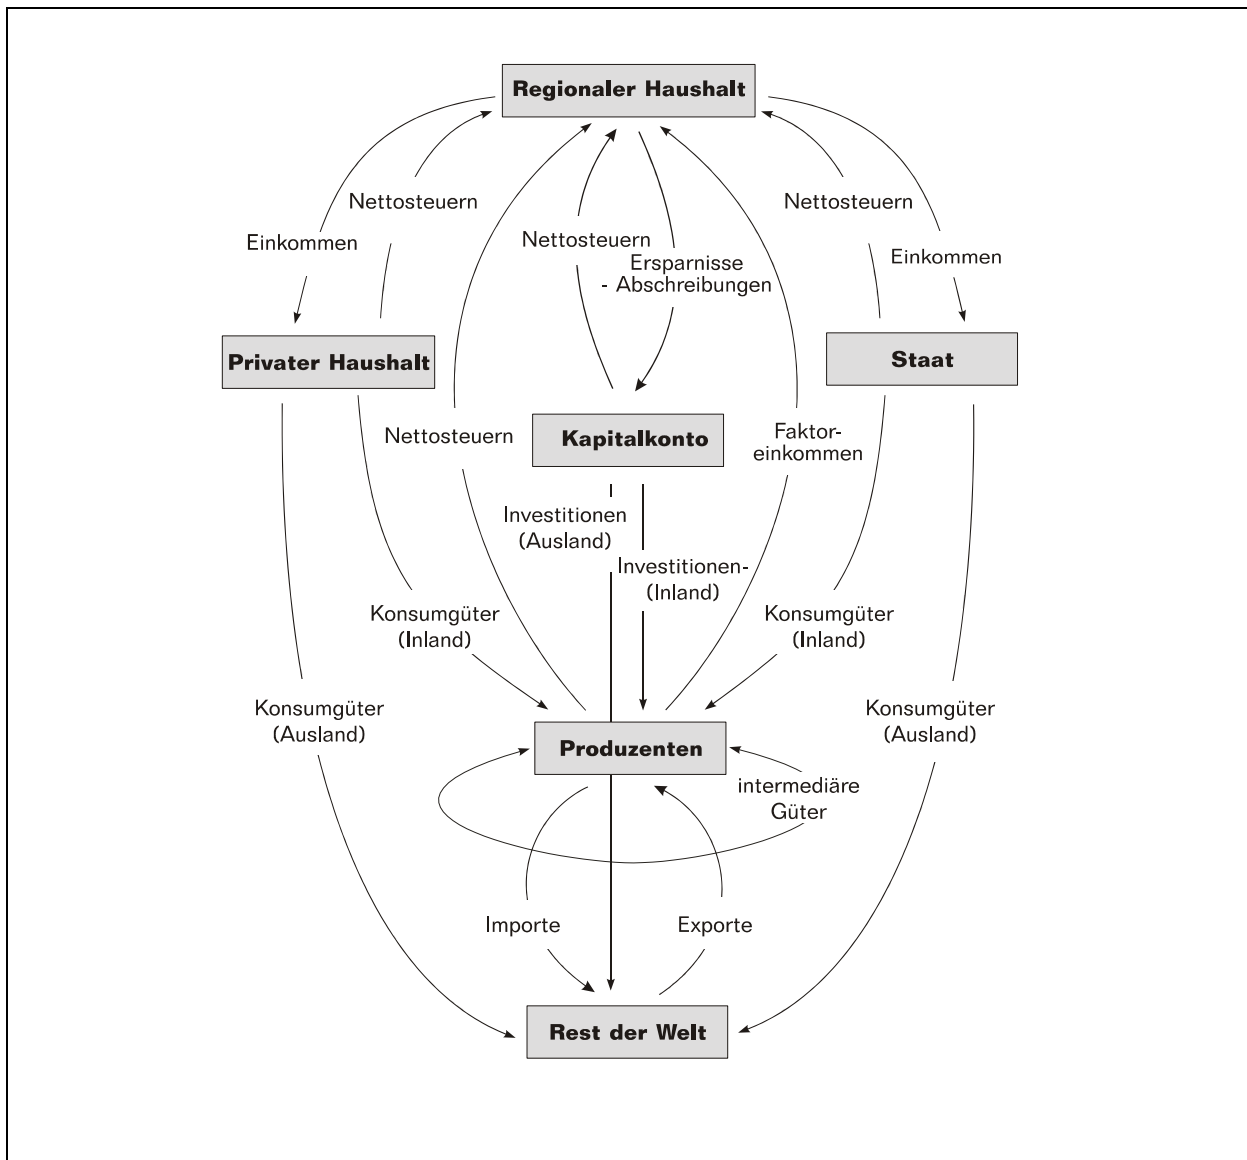 Regionaler Haushalt
Nettosteuern
Nettosteuern
Einkommen
Nettosteuern
Einkommen
Ersparnisse
- Abschreibungen
Privater Haushalt
Staat
Nettosteuern
Kapitalkonto
Faktor-
einkommen
Investitionen
(Ausland)
Investitionen-
(Inland)
Konsumgüter
(Inland)
Konsumgüter
(Inland)
Konsumgüter
(Ausland)
Konsumgüter
(Ausland)
Produzenten
intermediäre
Güter
Importe
Exporte
Rest der Welt